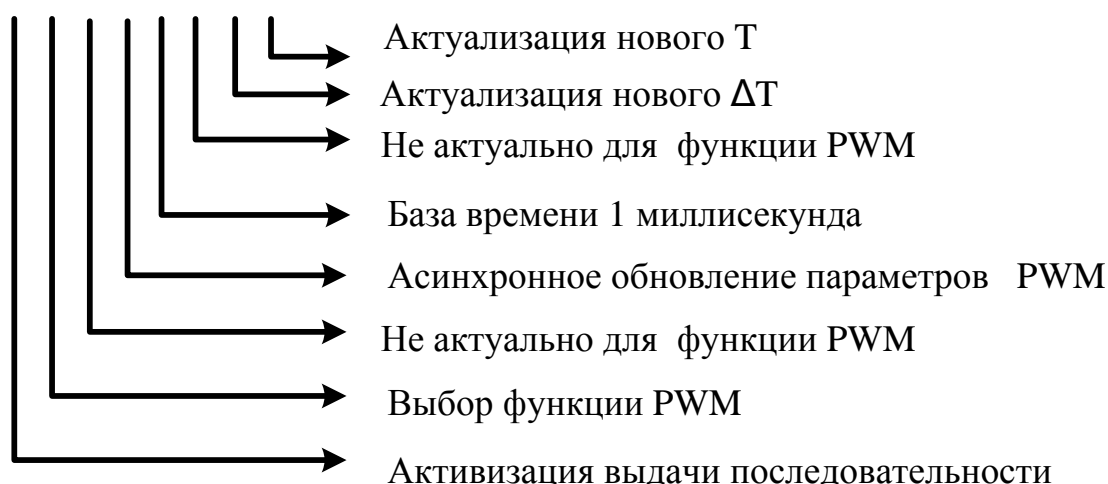 Актуализация нового T
Актуализация нового ΔT
Не актуально для функции PWM
База времени 1 миллисекунда
Асинхронное обновление параметров PWM
Не актуально для функции PWM
Выбор функции PWM
Активизация выдачи последовательности